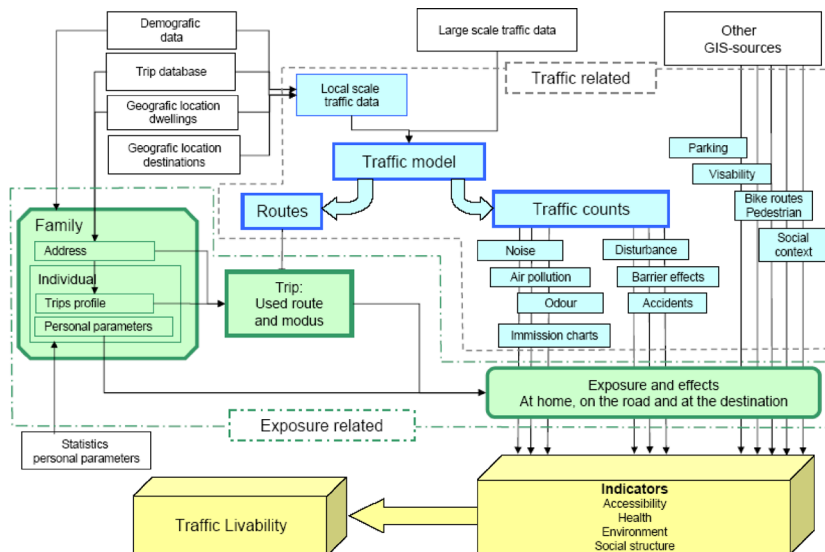 Demografic
data
Large scale traffic data
Other
GIS-sources
Trip database
Traffic related
Local scale
traffic data
Geografic location
dwellings
Geografic location
destinations
Traffic model
Parking
Visability
Routes
Traffic counts
Bike routes
Pedestrian
Family
Social
context
Address
Noise
Disturbance
Individual
Air pollution
Barrier effects
Trip:
Used route
and modus
Trips profile
Odour
Accidents
Personal parameters
Immission charts
Exposure and effects
At home, on the road and at the destination
Exposure related
Statistics
personal parameters
Indicators
Accessibility
Health
Environment
Social structure
Traffic Livability